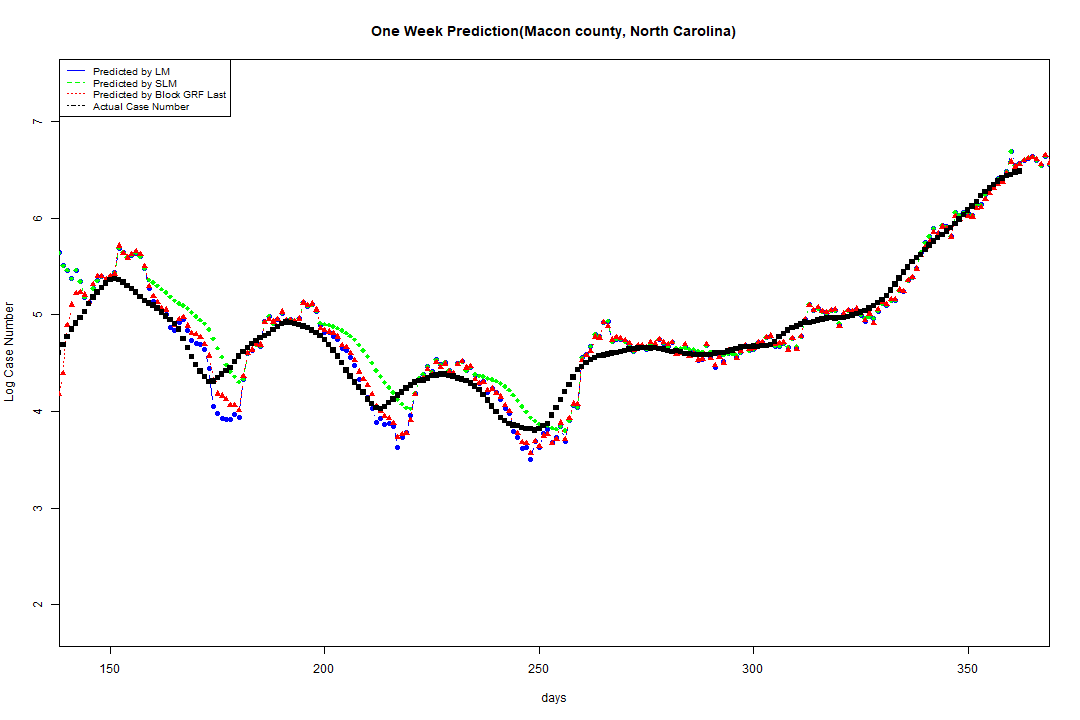 One Week Prediction(Macon county, North Carolina)
Predicted by LM
Predicted by SLM
Predicted by Block GRF Last
Actual Case Number
7
6
5
4
3
2
Log Case Number
150 200 250 300 350
days